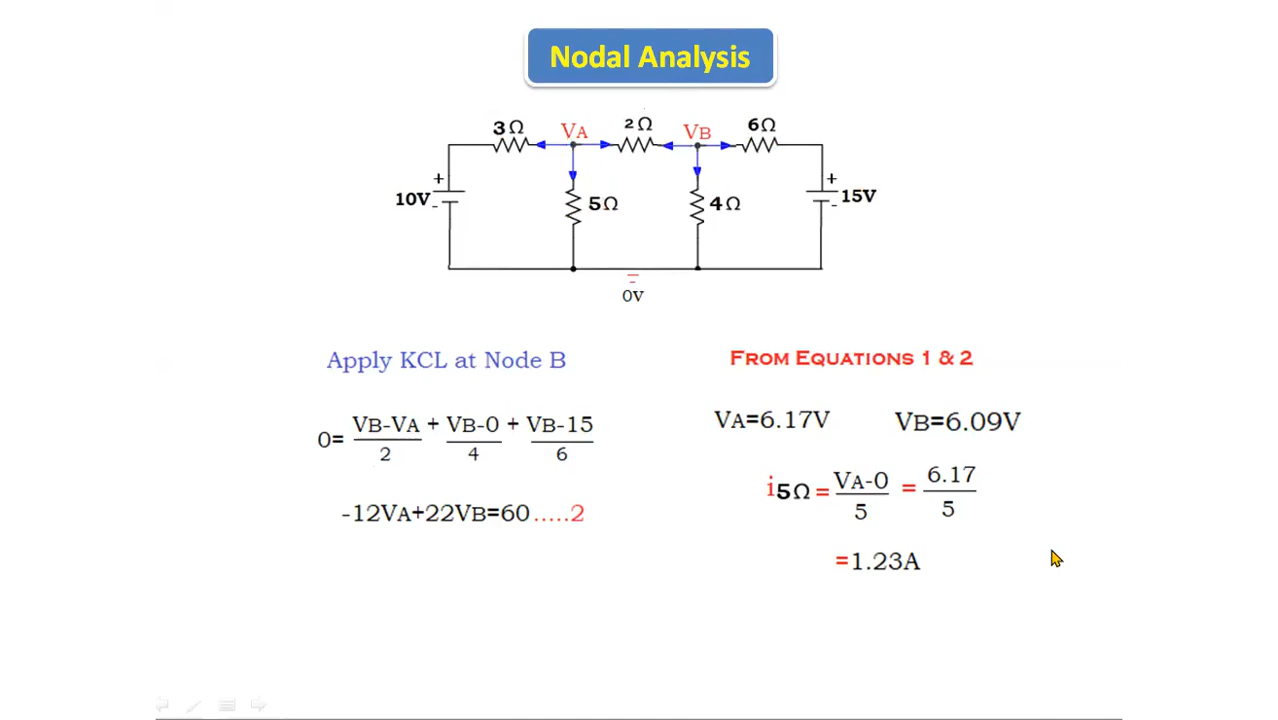 Nodal Analysis
3Ω VA 2Ω VB 6Ω
+ +
10V 5Ω 4Ω 15V
- -
0V
Apply KCL at Node B
0= VB-VA/2 + VB-0/4 + VB-15/6
-12VA+22VB=60.....2
FROM EQUATIONS 1 & 2
VA=6.17V VB=6.09V
i5Ω = VA-0/5 = 6.17/5
=1.23A